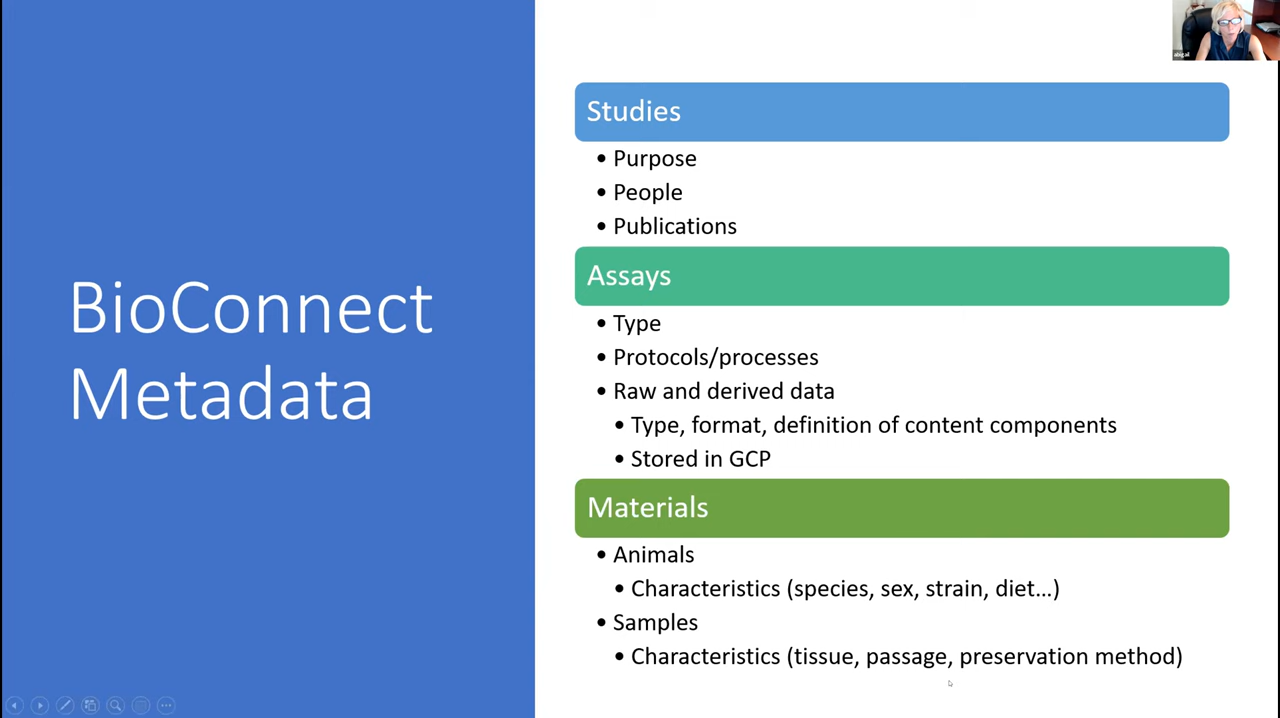 BioConnect
Metadata
Studies
• Purpose
• People
• Publications
Assays
• Type
• Protocols/processes
• Raw and derived data
• Type, format, definition of content components
• Stored in GCP
Materials
• Animals
• Characteristics (species, sex, strain, diet...)
• Samples
• Characteristics (tissue, passage, preservation method)